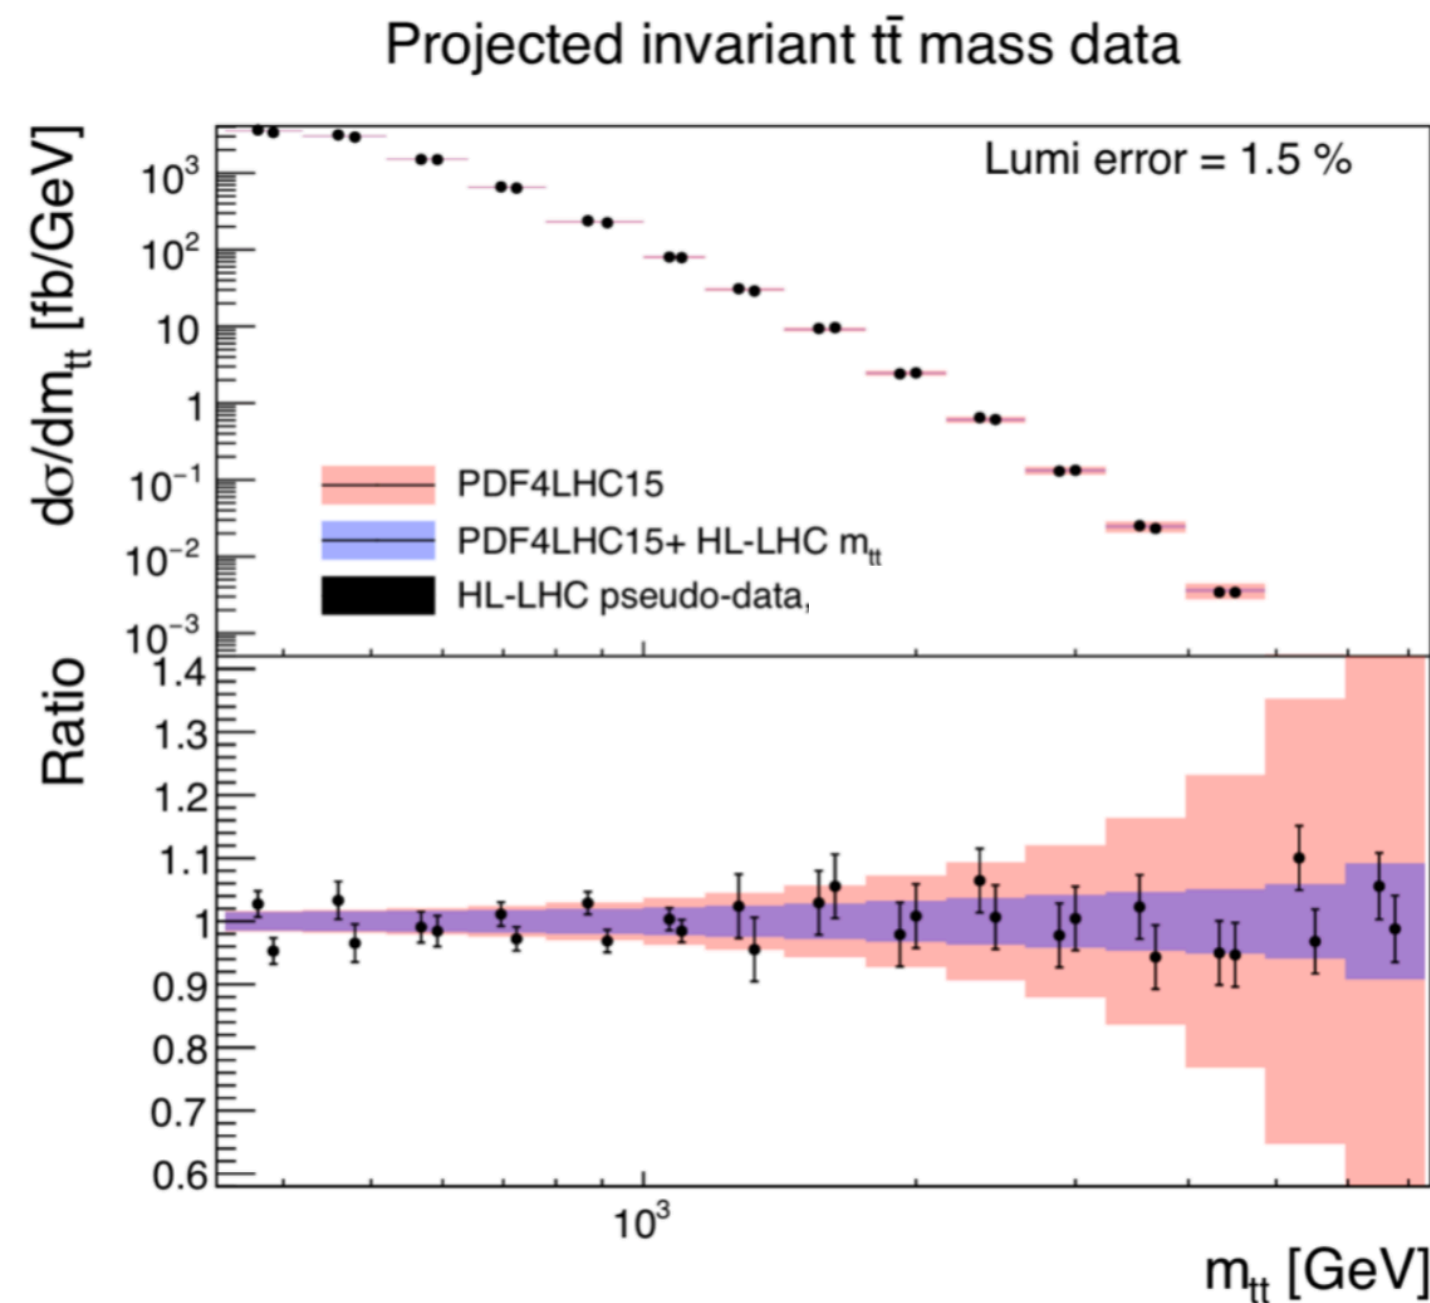 Projected invariant tt̄ mass data
Lumi error = 1.5 %
dσ/dm_tt [fb/GeV]
10³
10²
10
1
10⁻¹
10⁻²
10⁻³
PDF4LHC15
PDF4LHC15+ HL-LHC m_tt
HL-LHC pseudo-data,
Ratio
1.4
1.3
1.2
1.1
1
0.9
0.8
0.7
0.6
10³
m_tt [GeV]